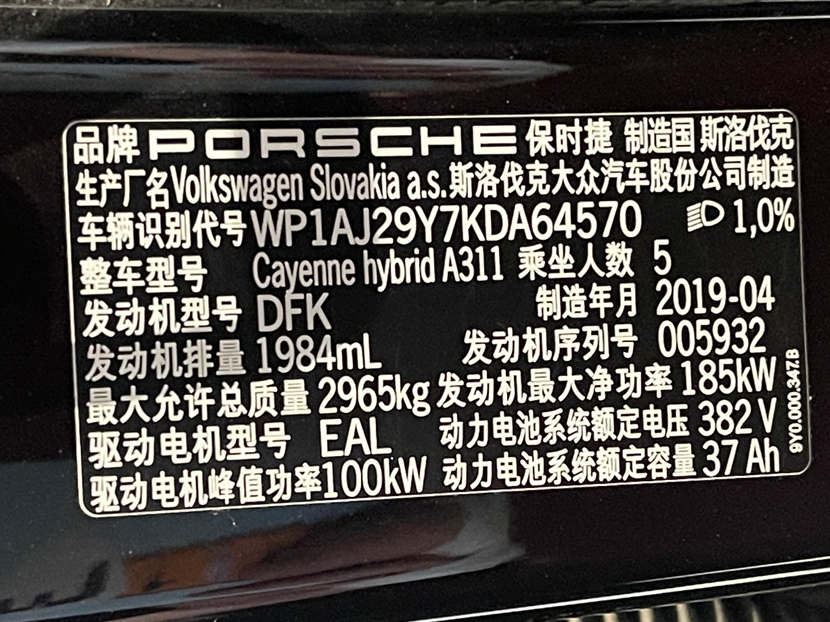 品牌 PORSCHE 保时捷 制造国 斯洛伐克
生产厂名 Volkswagen Slovakia a.s. 斯洛伐克大众汽车股份公司制造
车辆识别代号 WP1AJ29Y7KDA64570 1,0%
整车型号 Cayenne hybrid A311 乘坐人数 5
发动机型号 DFK 制造年月 2019-04
发动机排量 1984mL 发动机序列号 005932
最大允许总质量 2965kg 发动机最大净功率 185kW
驱动电机型号 EAL 动力电池系统额定电压 382 V
驱动电机峰值功率 100kW 动力电池系统额定容量 37 Ah
9Y0.000.347.B